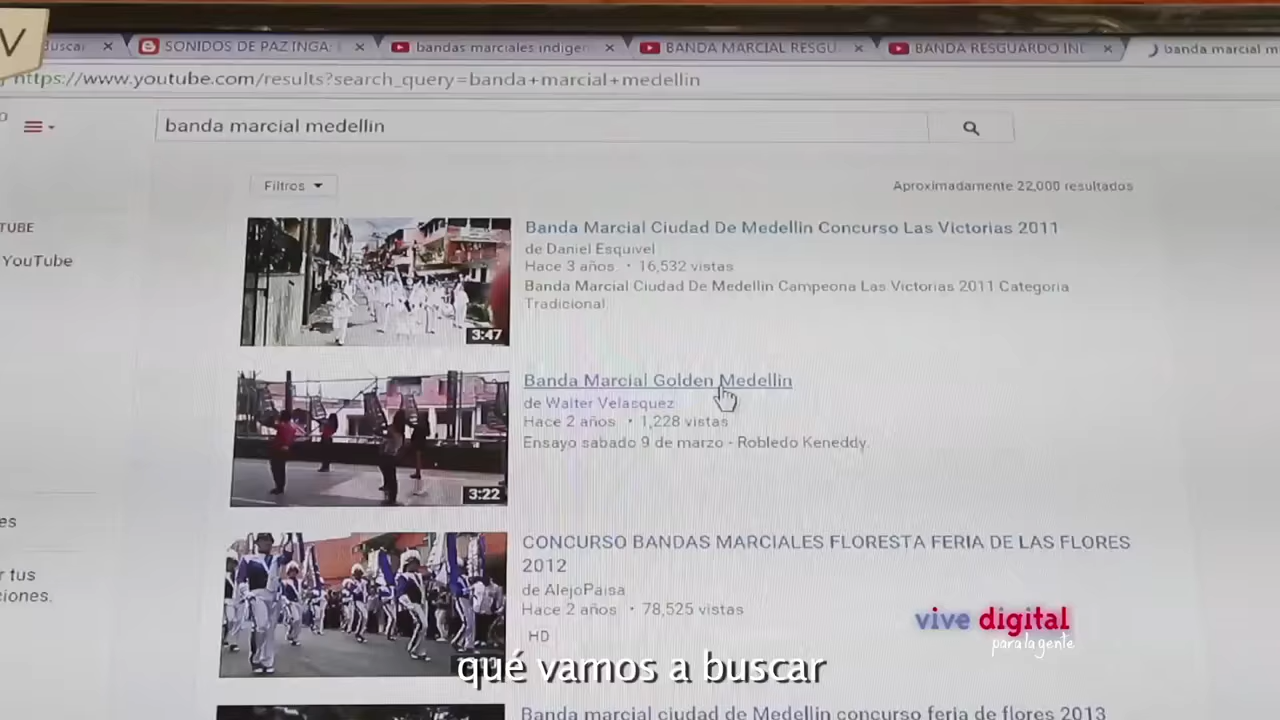 V
Buscar
SONIDOS DE PAZ INGA:
bandas marciales indigen
BANDA MARCIAL RESGU
BANDA RESGUARDO IND
banda marcial m
https://www.youtube.com/results?search_query=banda+marcial+medellin
banda marcial medellin
Filtros
Aproximadamente 22,000 resultados
TUBE
YouTube
Banda Marcial Ciudad De Medellin Concurso Las Victorias 2011
de Daniel Esquivel
Hace 3 años · 16,532 vistas
Banda Marcial Ciudad De Medellin Campeona Las Victorias 2011 Categoria
Tradicional.
3:47
Banda Marcial Golden Medellin
de Walter Velasquez
Hace 2 años · 1,228 vistas
Ensayo sabado 9 de marzo - Robledo Keneddy.
3:22
es
r tus
ciones.
CONCURSO BANDAS MARCIALES FLORESTA FERIA DE LAS FLORES
2012
de AlejoPaisa
Hace 2 años · 78,525 vistas
HD
vive digital
para la gente
qué vamos a buscar
Banda marcial ciudad de Medellin concurso feria de flores 2013